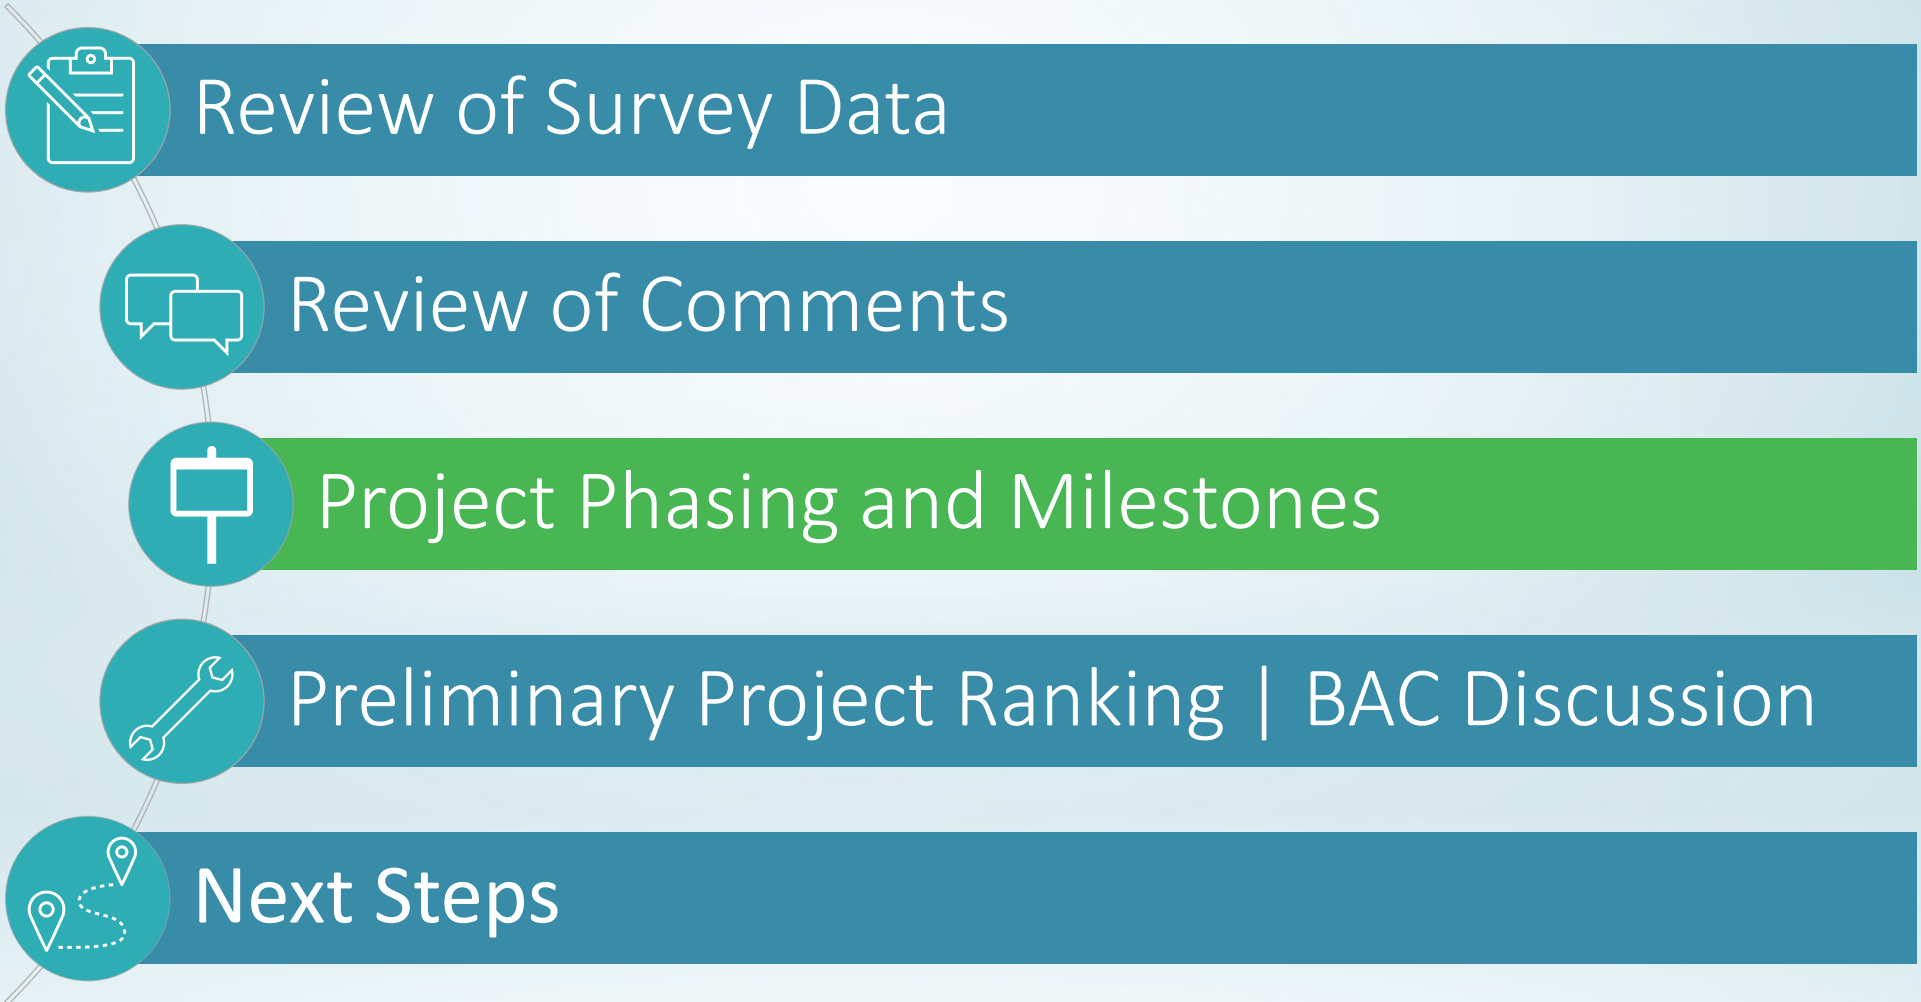 Review of Survey Data
Review of Comments
Project Phasing and Milestones
Preliminary Project Ranking | BAC Discussion
Next Steps